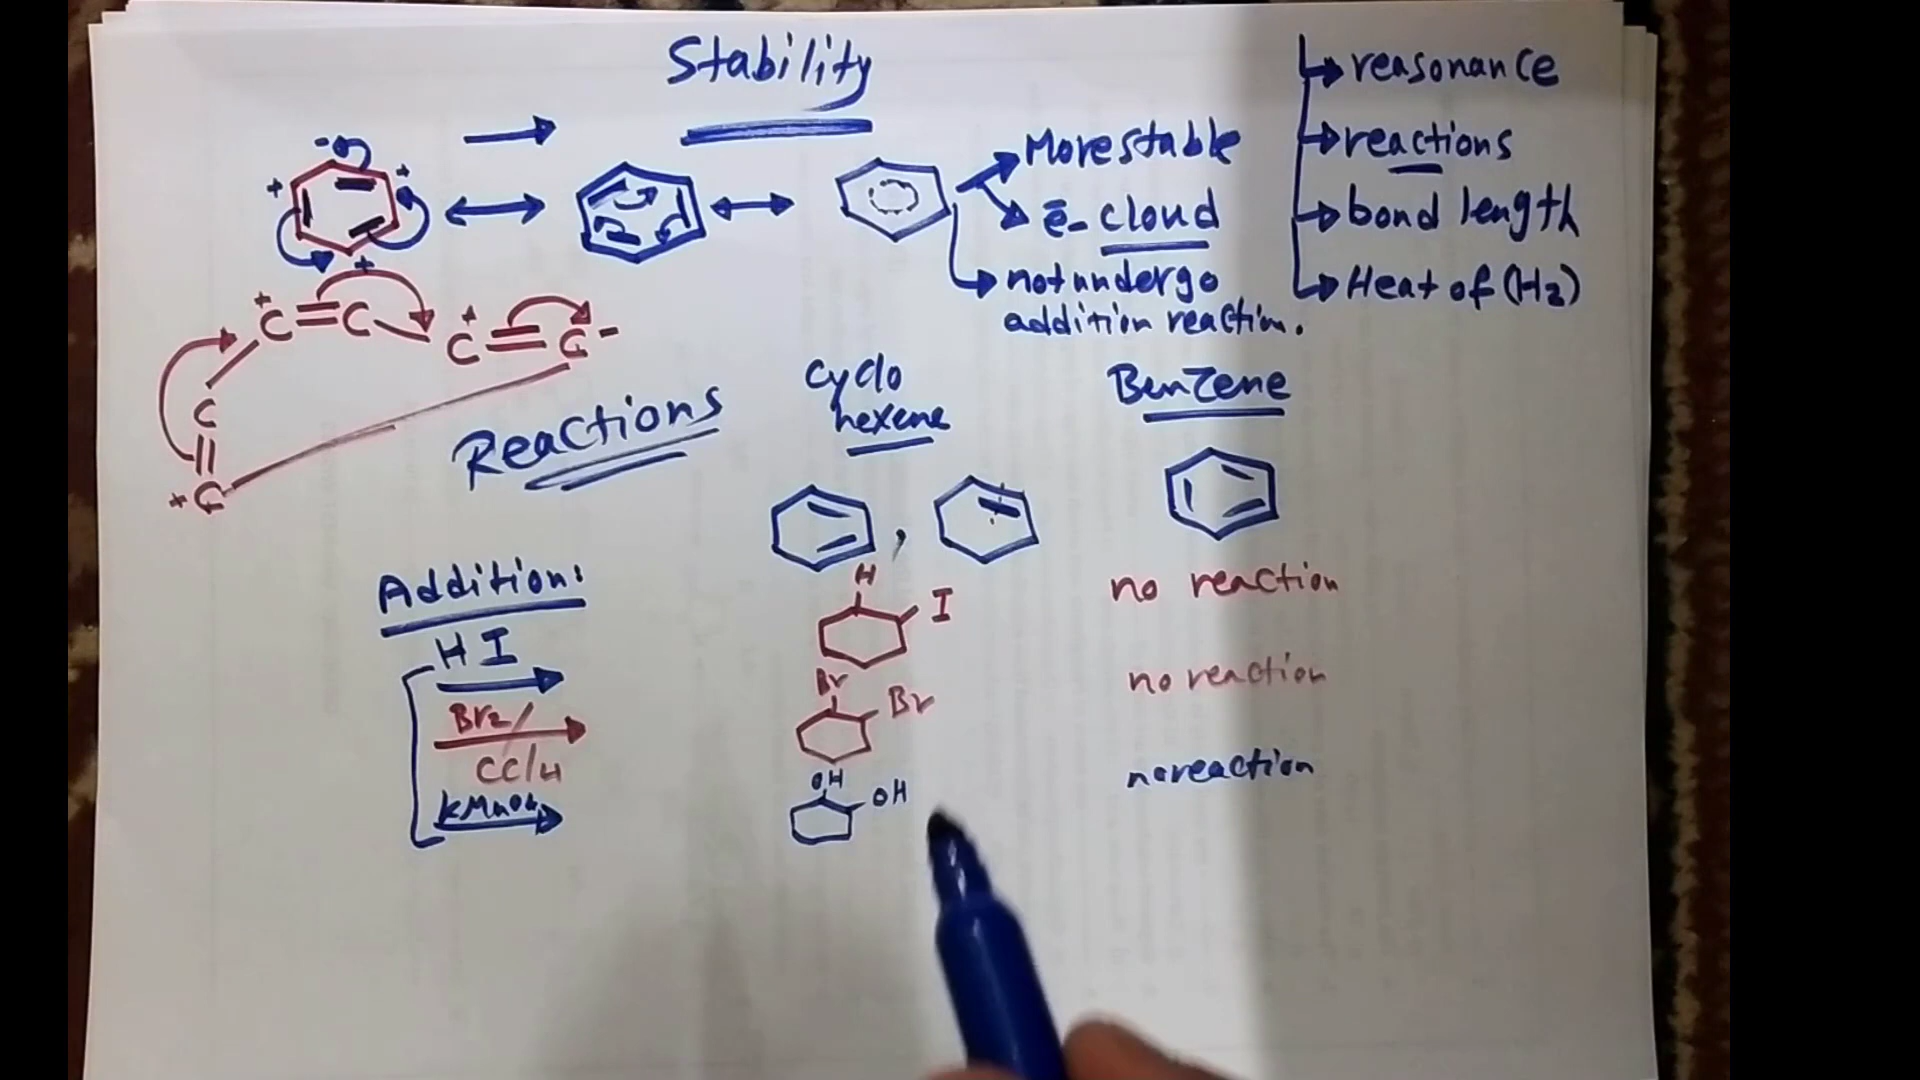 Stability
reasonance
reactions
bond length
Heat of (H2)
More stable
ē- cloud
not undergo
addition reaction.
C = C
C = C -
C
=
C
Reactions
Cyclo
hexene
Benzene
,
Addition:
H I
H
I
no reaction
Br2/
CCl4
Br
Br
no reaction
KMnO4
OH
OH
no reaction